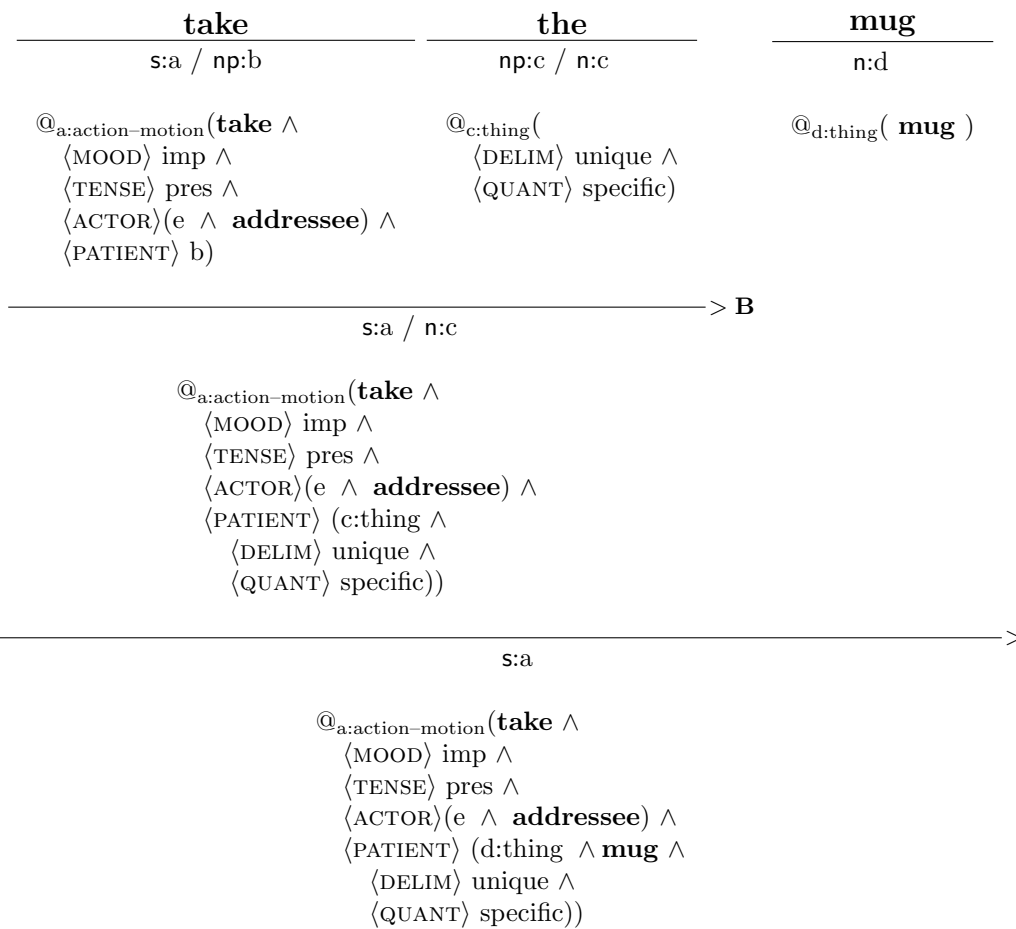 take the mug
s:a / np:b np:c / n:c n:d
@a:action–motion(take ∧ @c:thing( @d:thing( mug )
⟨MOOD⟩ imp ∧ ⟨DELIM⟩ unique ∧
⟨TENSE⟩ pres ∧ ⟨QUANT⟩ specific)
⟨ACTOR⟩(e ∧ addressee) ∧
⟨PATIENT⟩ b)
> B
s:a / n:c
@a:action–motion(take ∧
⟨MOOD⟩ imp ∧
⟨TENSE⟩ pres ∧
⟨ACTOR⟩(e ∧ addressee) ∧
⟨PATIENT⟩ (c:thing ∧
⟨DELIM⟩ unique ∧
⟨QUANT⟩ specific))
>
s:a
@a:action–motion(take ∧
⟨MOOD⟩ imp ∧
⟨TENSE⟩ pres ∧
⟨ACTOR⟩(e ∧ addressee) ∧
⟨PATIENT⟩ (d:thing ∧ mug ∧
⟨DELIM⟩ unique ∧
⟨QUANT⟩ specific))